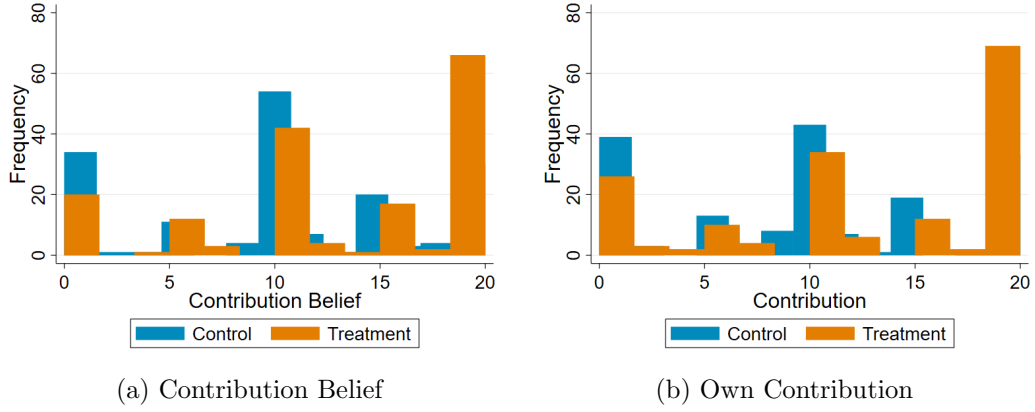 80
60
40
20
0
Frequency
0 5 10 15 20
Contribution Belief
Control Treatment
(a) Contribution Belief
80
60
40
20
0
Frequency
0 5 10 15 20
Contribution
Control Treatment
(b) Own Contribution